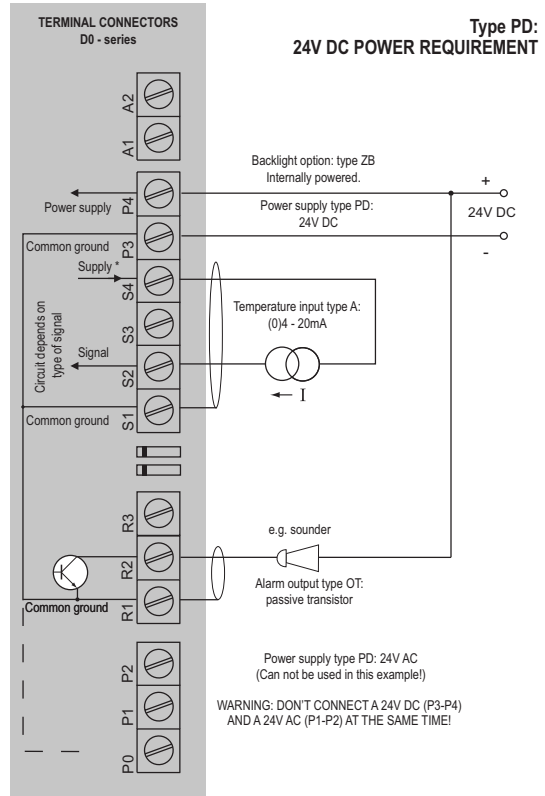 TERMINAL CONNECTORS
D0 - series
Type PD:
24V DC POWER REQUIREMENT
A2
A1
Backlight option: type ZB
Internally powered.
+
P4
Power supply
Power supply type PD:
24V DC
24V DC
P3
Common ground
-
Supply *
S4
Temperature input type A:
(0)4 - 20mA
S3
Circuit depends on
type of signal
Signal
S2
I
S1
Common ground
R3
e.g. sounder
R2
Alarm output type OT:
passive transistor
R1
Common ground
P2
Power supply type PD: 24V AC
(Can not be used in this example!)
P1
WARNING: DON'T CONNECT A 24V DC (P3-P4)
AND A 24V AC (P1-P2) AT THE SAME TIME!
P0